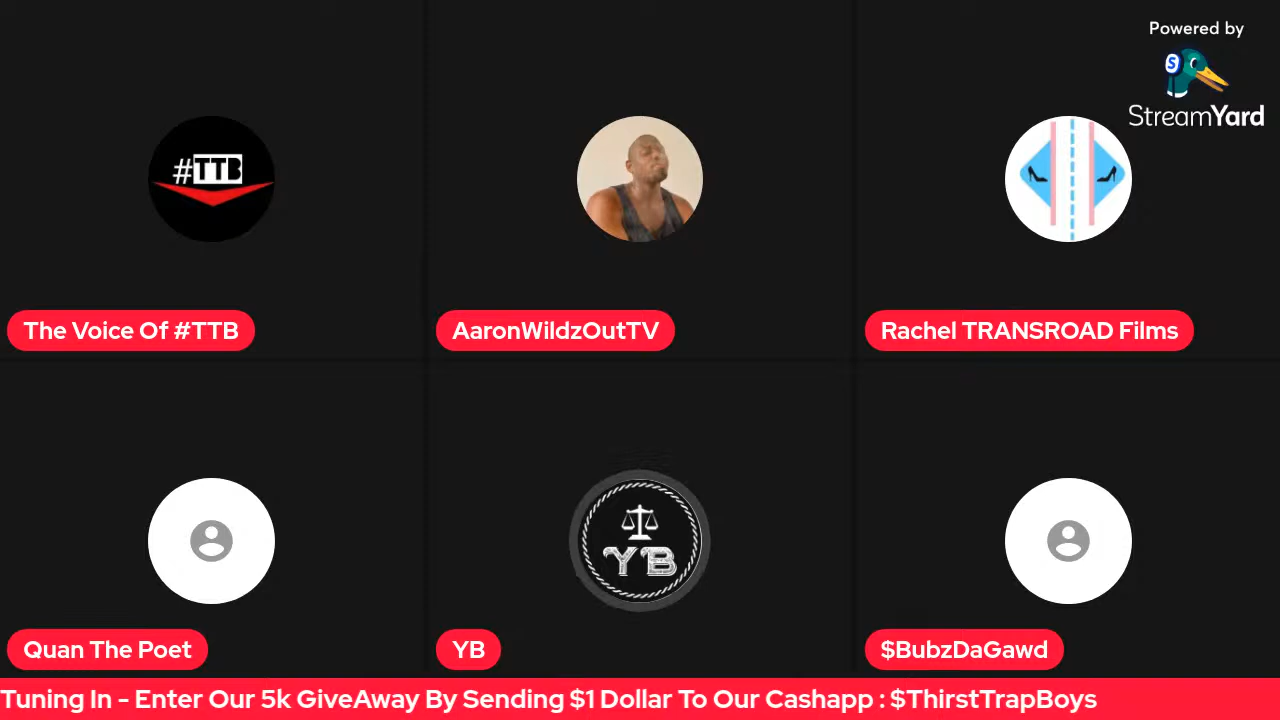 Powered by
StreamYard
#TTB
The Voice Of #TTB
AaronWildzOutTV
Rachel TRANSROAD Films
YB
Quan The Poet
YB
$BubzDaGawd
Tuning In - Enter Our 5k GiveAway By Sending $1 Dollar To Our Cashapp : $ThirstTrapBoys